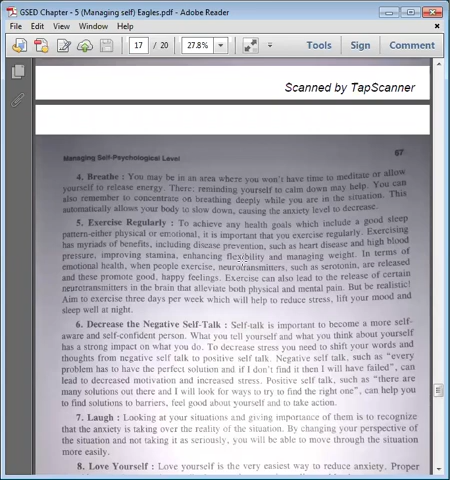 GSED Chapter - 5 (Managing self) Eagles.pdf - Adobe Reader
File Edit View Window Help
17 / 20 27.8% Tools Sign Comment
Scanned by TapScanner
Managing Self-Psychological Level 67
4. Breathe : You may be in an area where you won't have time to meditate or allow
yourself to release energy. There; reminding yourself to calm down may help. You can
also remember to concentrate on breathing deeply while you are in the situation. This
automatically allows your body to slow down, causing the anxiety level to decrease.
5. Exercise Regularly : To achieve any health goals which include a good sleep
pattern-either physical or emotional, it is important that you exercise regularly. Exercising
has myriads of benefits, including disease prevention, such as heart disease and high blood
pressure, improving stamina, enhancing flexibility and managing weight. In terms of
emotional health, when people exercise, neurotransmitters, such as serotonin, are released
and these promote good, happy feelings. Exercise can also lead to the release of certain
neurotransmitters in the brain that alleviate both physical and mental pain. But be realistic!
Aim to exercise three days per week which will help to reduce stress, lift your mood and
sleep well at night.
6. Decrease the Negative Self-Talk : Self-talk is important to become a more self-
aware and self-confident person. What you tell yourself and what you think about yourself
has a strong impact on what you do. To decrease stress you need to shift your words and
thoughts from negative self talk to positive self talk. Negative self talk, such as "every
problem has to have the perfect solution and if I don't find it then I will have failed", can
lead to decreased motivation and increased stress. Positive self talk, such as "there are
many solutions out there and I will look for ways to try to find the right one", can help you
to find solutions to barriers, feel good about yourself and to take action.
7. Laugh : Looking at your situations and giving importance of them is to recognize
that the anxiety is taking over the reality of the situation. By changing your perspective of
the situation and not taking it as seriously, you will be able to move through the situation
more easily.
8. Love Yourself : Love yourself is the very easiest way to reduce anxiety. Proper